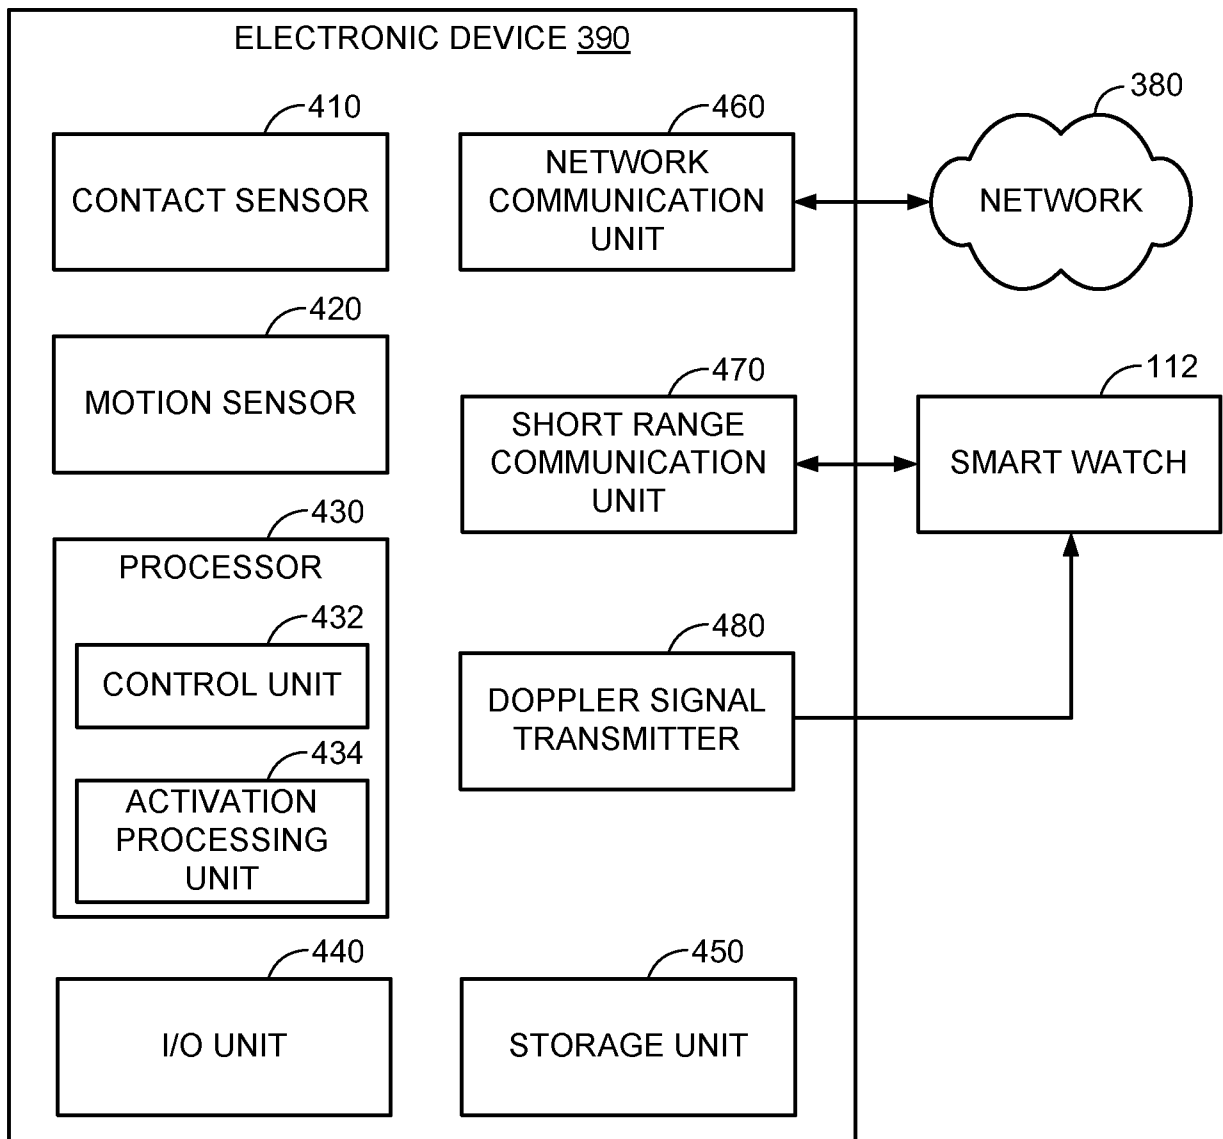 ELECTRONIC DEVICE 390
410
CONTACT SENSOR
460
NETWORK
COMMUNICATION
UNIT
380
NETWORK
420
MOTION SENSOR
470
SHORT RANGE
COMMUNICATION
UNIT
112
SMART WATCH
430
PROCESSOR
432
CONTROL UNIT
434
ACTIVATION
PROCESSING
UNIT
480
DOPPLER SIGNAL
TRANSMITTER
440
I/O UNIT
450
STORAGE UNIT